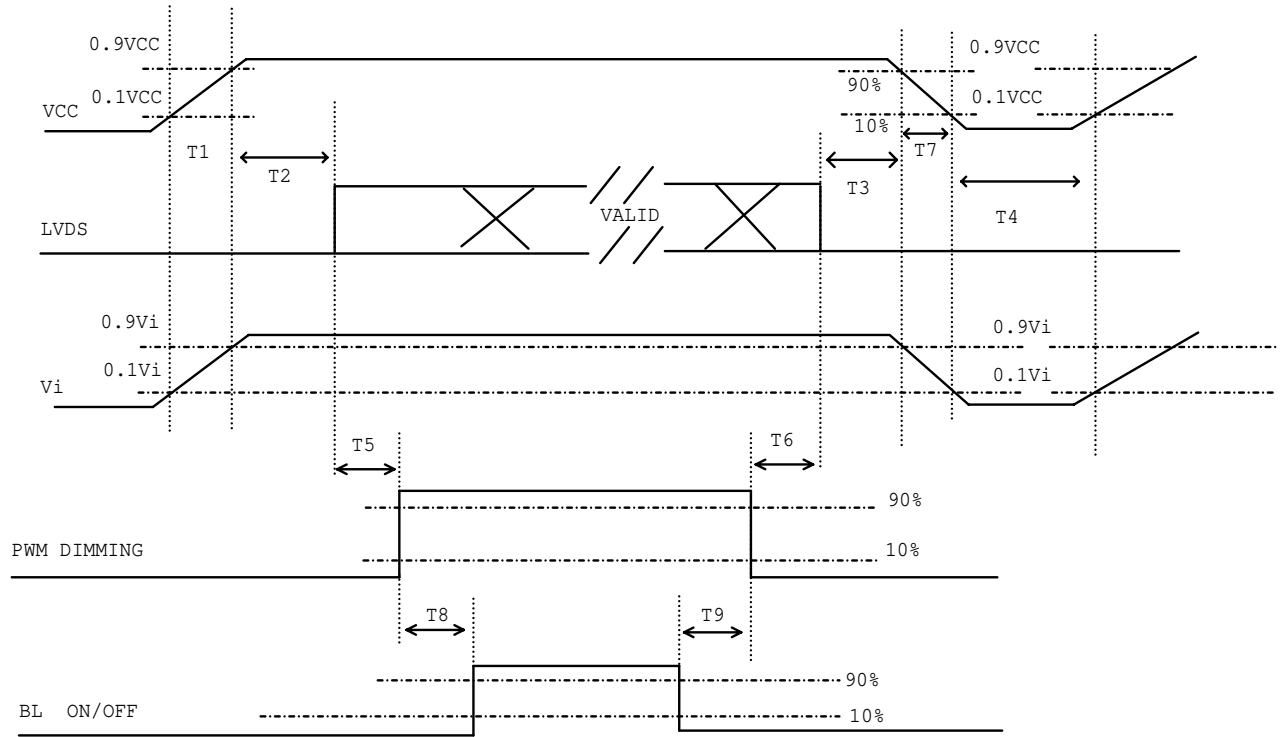 0.9VCC
0.9VCC
90%
0.1VCC
0.1VCC
VCC
10%
T1
T2
T3
T7
T4
VALID
LVDS
0.9Vi
0.9Vi
0.1Vi
0.1Vi
Vi
T5
T6
90%
PWM DIMMING
10%
T8
T9
90%
BL ON/OFF
10%